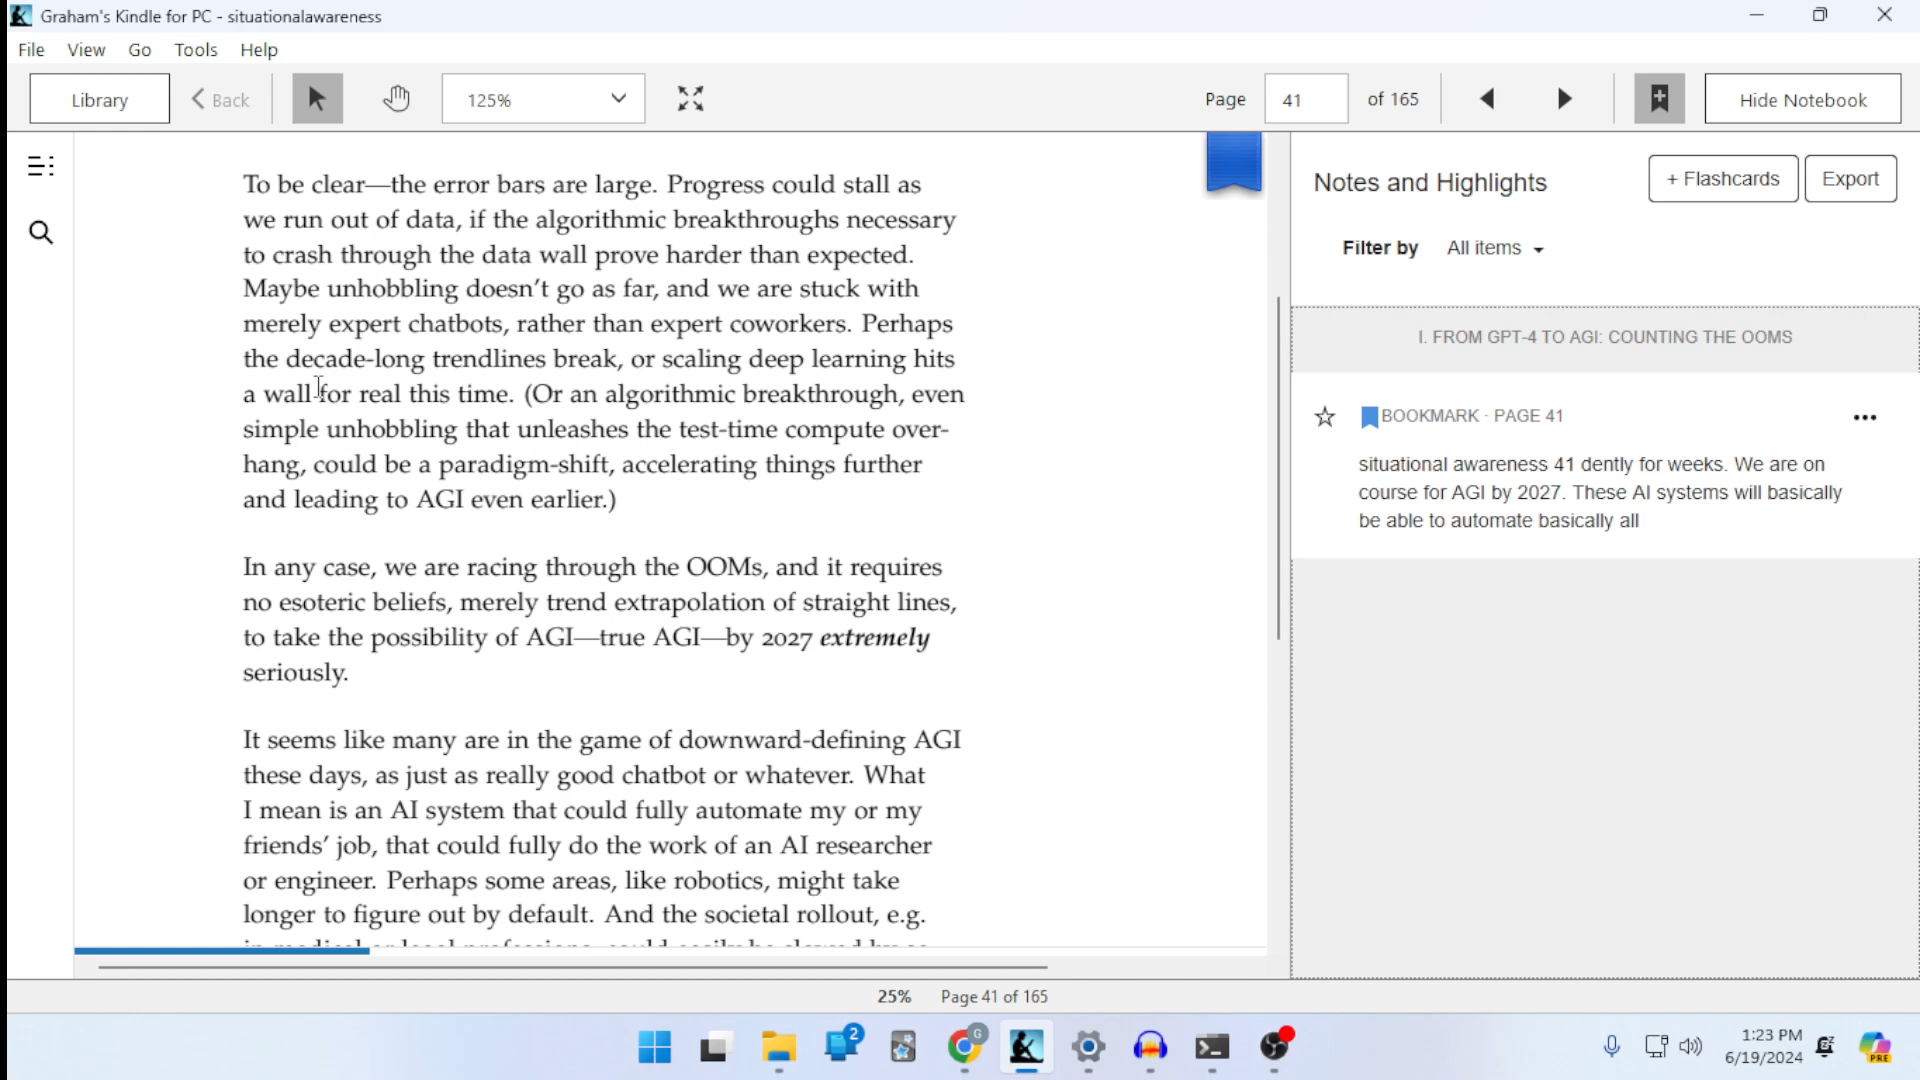 Graham's Kindle for PC - situationalawareness
File View Go Tools Help
Library Back 125% Page 41 of 165 Hide Notebook
To be clear—the error bars are large. Progress could stall as
we run out of data, if the algorithmic breakthroughs necessary
to crash through the data wall prove harder than expected.
Maybe unhobbling doesn't go as far, and we are stuck with
merely expert chatbots, rather than expert coworkers. Perhaps
the decade-long trendlines break, or scaling deep learning hits
a wall for real this time. (Or an algorithmic breakthrough, even
simple unhobbling that unleashes the test-time compute over-
hang, could be a paradigm-shift, accelerating things further
and leading to AGI even earlier.)
In any case, we are racing through the OOMs, and it requires
no esoteric beliefs, merely trend extrapolation of straight lines,
to take the possibility of AGI—true AGI—by 2027 extremely
seriously.
It seems like many are in the game of downward-defining AGI
these days, as just as really good chatbot or whatever. What
I mean is an AI system that could fully automate my or my
friends' job, that could fully do the work of an AI researcher
or engineer. Perhaps some areas, like robotics, might take
longer to figure out by default. And the societal rollout, e.g.
Notes and Highlights + Flashcards Export
Filter by All items
I. FROM GPT-4 TO AGI: COUNTING THE OOMS
BOOKMARK · PAGE 41
situational awareness 41 dently for weeks. We are on
course for AGI by 2027. These AI systems will basically
be able to automate basically all
25% Page 41 of 165
2
G
1:23 PM
6/19/2024
PRE